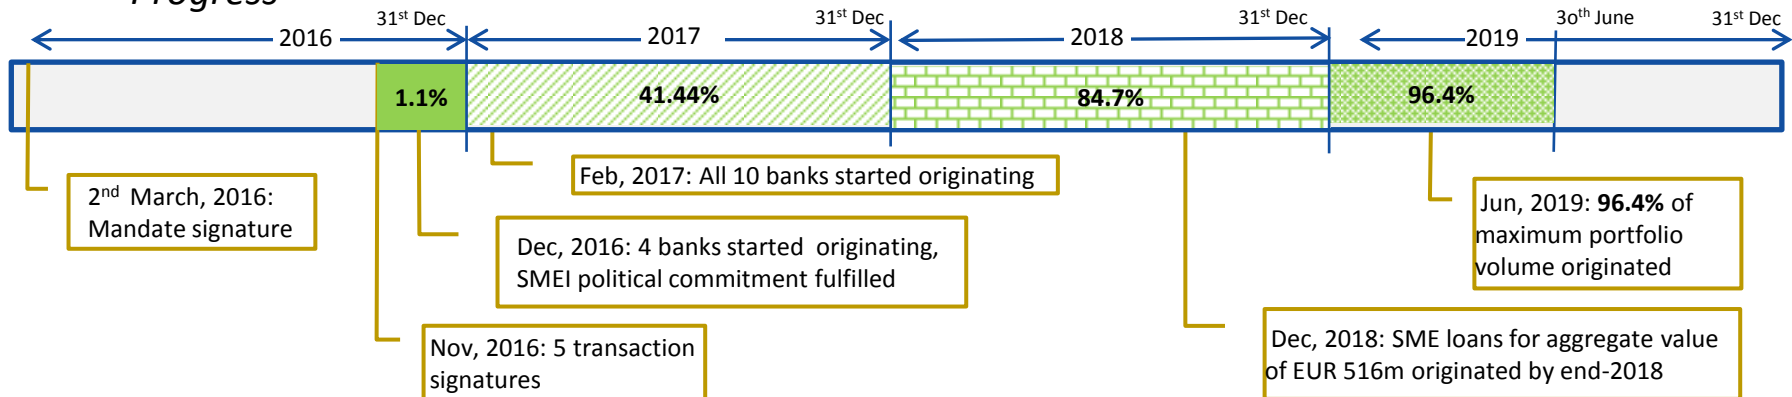 Progress
31st Dec 31st Dec 31st Dec 3oth June 31st Dec
2016 2017 2018 2019
1.1% 41.44% 84.7% 96.4%
Feb, 2017: All 10 banks started originating
2nd March, 2016:
Mandate signature
Jun, 2019: 96.4% of
maximum portfolio
volume originated
Dec, 2016: 4 banks started originating,
SMEI political commitment fulfilled
Nov, 2016: 5 transaction
signatures
Dec, 2018: SME loans for aggregate value
of EUR 516m originated by end-2018